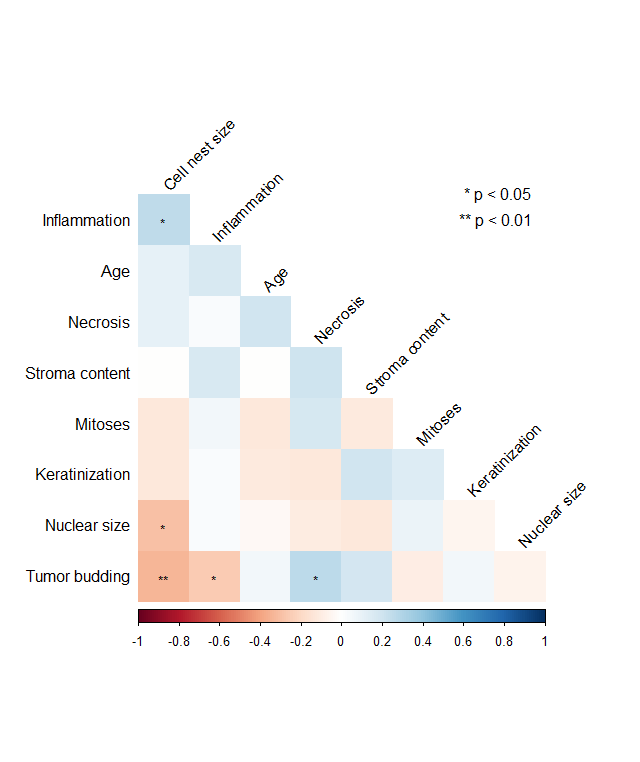 Cell nest size
* p < 0.05
Inflammation
*
Inflammation
** p < 0.01
Age
Age
Necrosis
Necrosis
Stroma content
Stroma content
Mitoses
Mitoses
Keratinization
Keratinization
Nuclear size
*
Nuclear size
Tumor budding
** * *
-1 -0.8 -0.6 -0.4 -0.2 0 0.2 0.4 0.6 0.8 1